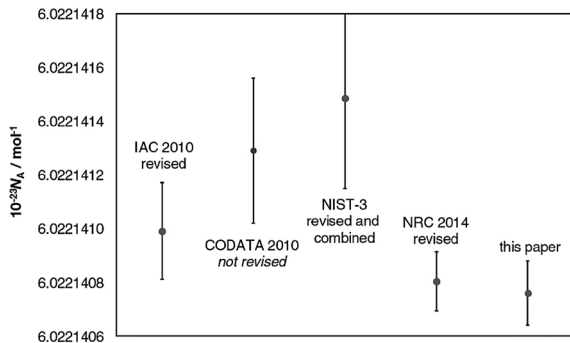 6.0221418
6.0221416
6.0221414
6.0221412
6.0221410
6.0221408
6.0221406
10⁻²³N_A / mol⁻¹
IAC 2010
revised
CODATA 2010
not revised
NIST-3
revised and
combined
NRC 2014
revised
this paper